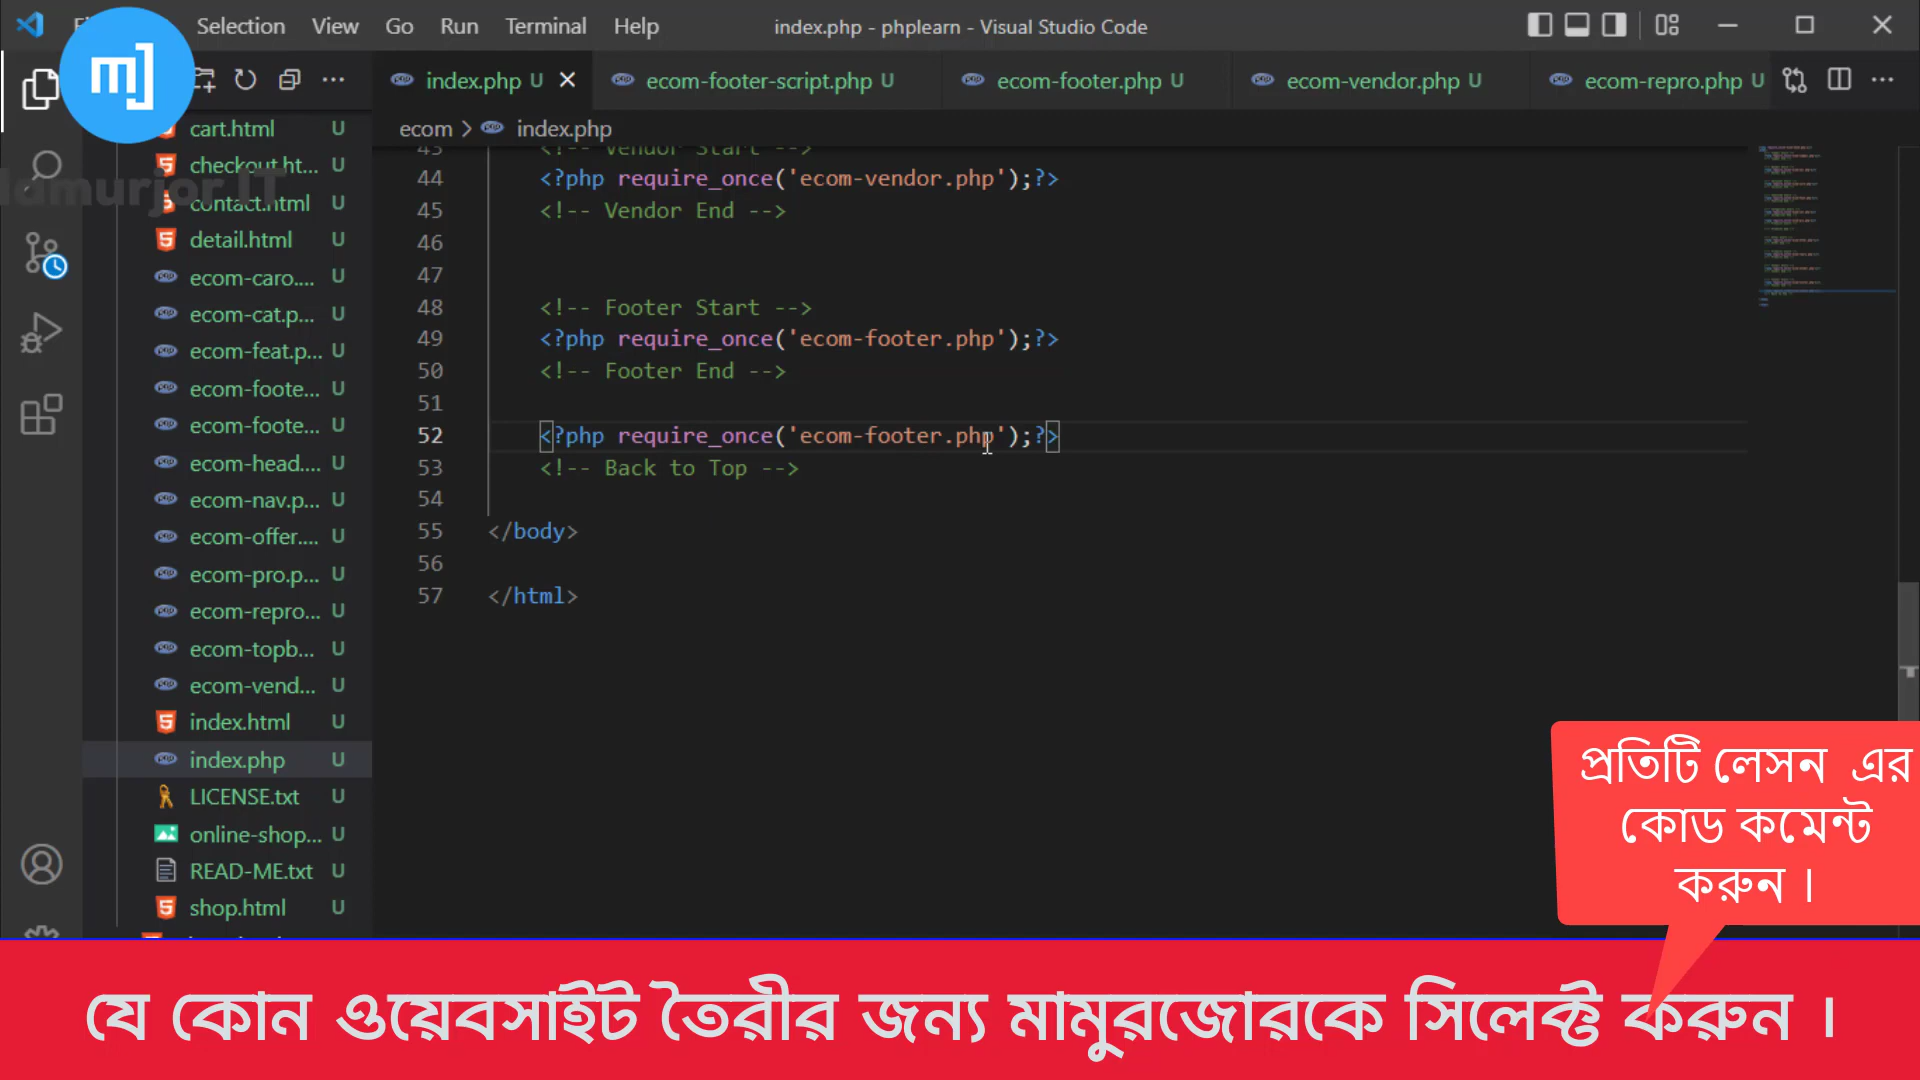 Selection View Go Run Terminal Help
index.php - phplearn - Visual Studio Code
mj
index.php U
ecom-footer-script.php U
ecom-footer.php U
ecom-vendor.php U
ecom-repro.php U
ecom > index.php
cart.html U
checkout.ht... U
contact.html U
detail.html U
ecom-caro.... U
ecom-cat.p... U
ecom-feat.p... U
ecom-foote... U
ecom-foote... U
ecom-head.... U
ecom-nav.p... U
ecom-offer.... U
ecom-pro.p... U
ecom-repro... U
ecom-topb... U
ecom-vend... U
index.html U
index.php U
LICENSE.txt U
online-shop... U
READ-ME.txt U
shop.html U
43 <!-- Vendor Start -->
44 <?php require_once('ecom-vendor.php');?>
45 <!-- Vendor End -->
46
47
48 <!-- Footer Start -->
49 <?php require_once('ecom-footer.php');?>
50 <!-- Footer End -->
51
52 <?php require_once('ecom-footer.php');?>
53 <!-- Back to Top -->
54
55 </body>
56
57 </html>
প্রতিটি লেসন এর
কোড কমেন্ট
করুন ।
যে কোন ওয়েবসাইট তৈরীর জন্য মামুরজোরকে সিলেক্ট করুন ।